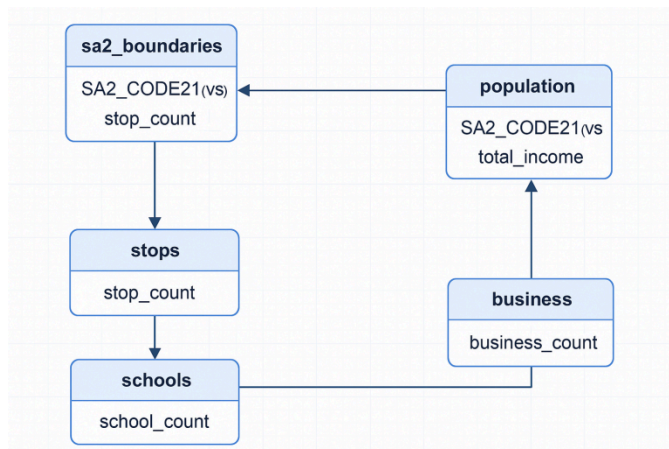 sa2_boundaries
SA2_CODE21(vs)
stop_count
population
SA2_CODE21(vs
total_income
stops
stop_count
business
business_count
schools
school_count